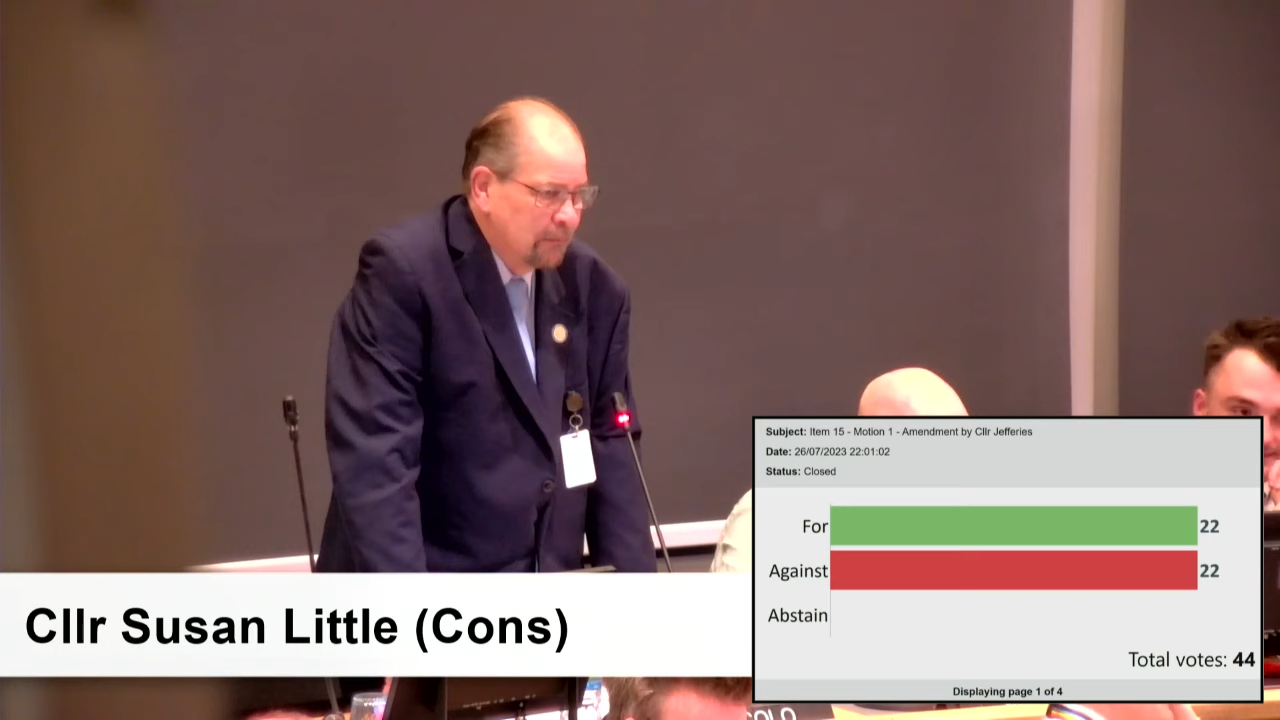 Subject: Item 15 - Motion 1 - Amendment by Cllr Jefferies
Date: 26/07/2023 22:01:02
Status: Closed
For 22
Against 22
Abstain
Total votes: 44
Displaying page 1 of 4
Cllr Susan Little (Cons)